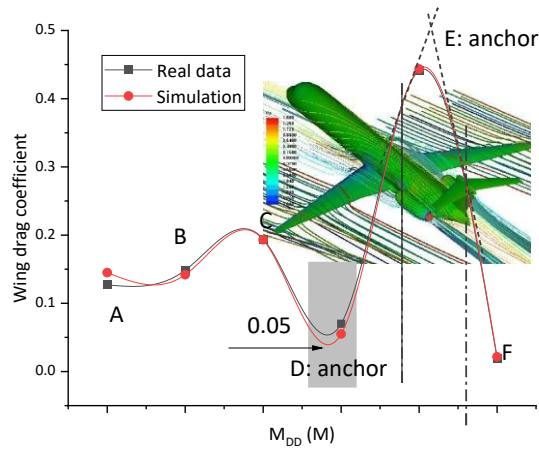 0.5
0.4
0.3
0.2
0.1
0.0
Wing drag coefficient
Real data
Simulation
E: anchor
A
B
C
0.05
D: anchor
F
M_DD (M)